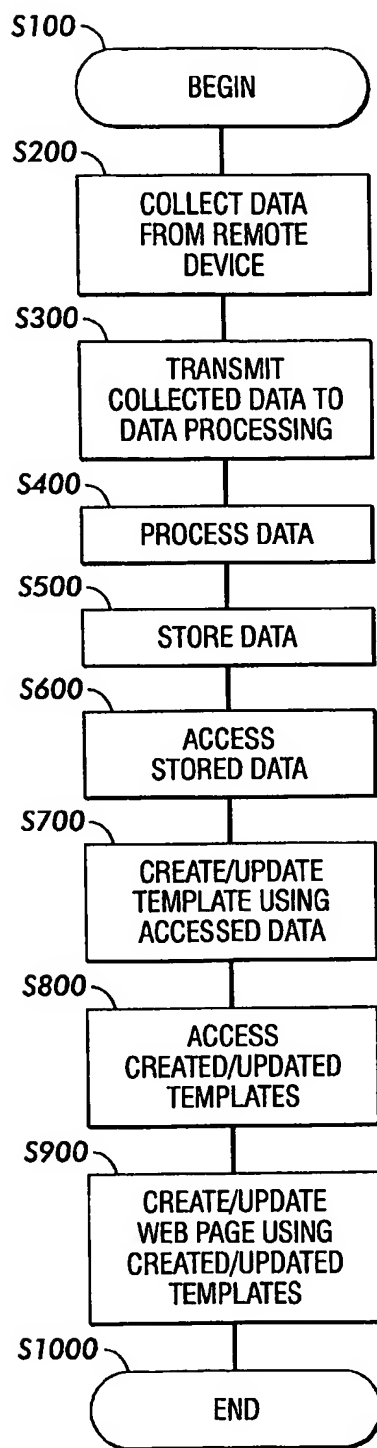 S100
BEGIN
S200
COLLECT DATA
FROM REMOTE
DEVICE
S300
TRANSMIT
COLLECTED DATA TO
DATA PROCESSING
S400
PROCESS DATA
S500
STORE DATA
S600
ACCESS
STORED DATA
S700
CREATE/UPDATE
TEMPLATE USING
ACCESSED DATA
S800
ACCESS
CREATED/UPDATED
TEMPLATES
S900
CREATE/UPDATE
WEB PAGE USING
CREATED/UPDATED
TEMPLATES
S1000
END